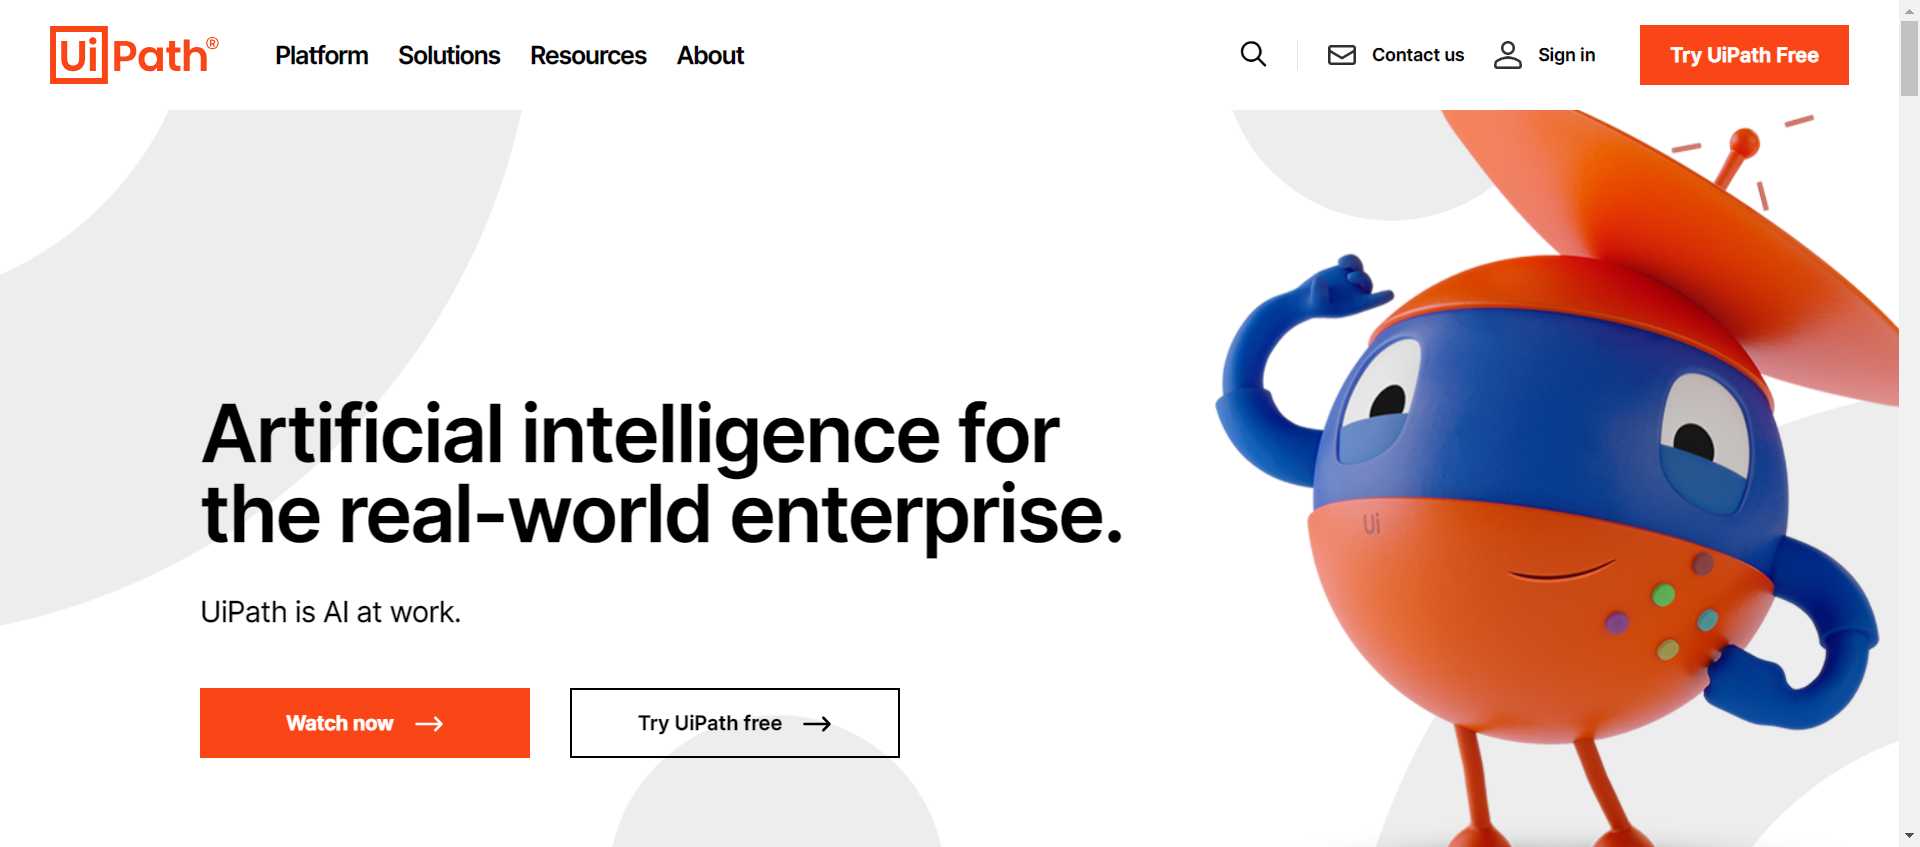 UiPath®
Platform
Solutions
Resources
About
Contact us
Sign in
Try UiPath Free
Artificial intelligence for
the real-world enterprise.
UiPath is AI at work.
Watch now
Try UiPath free
Ui